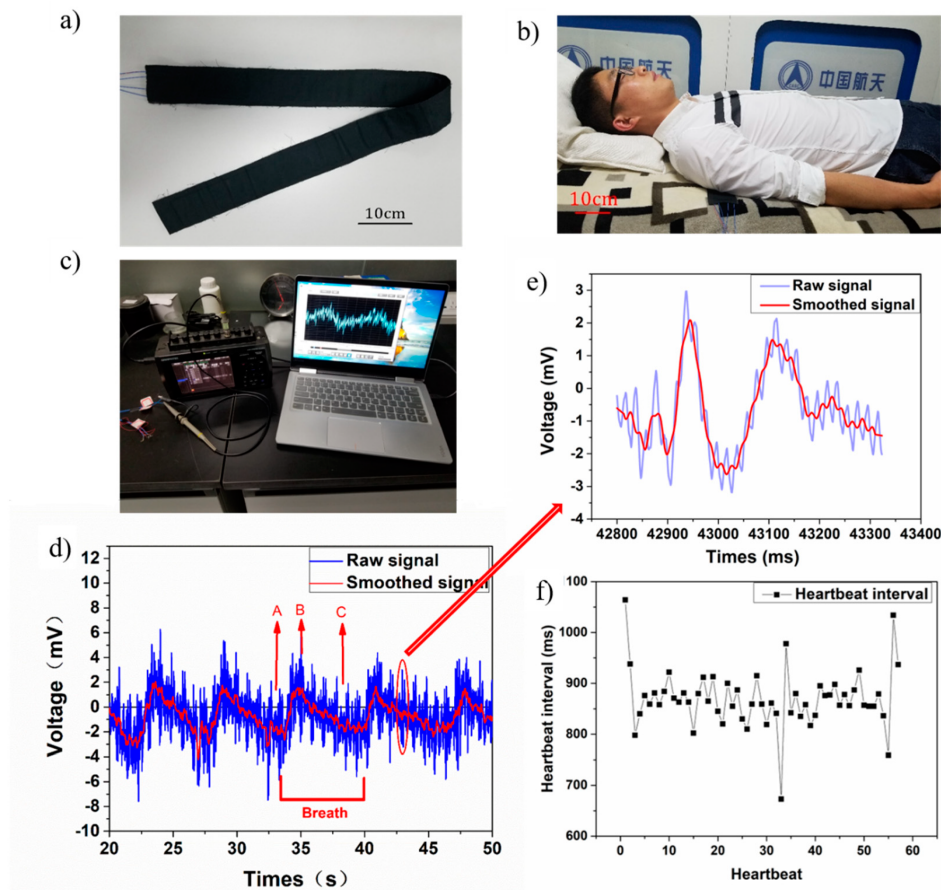 a)
10cm
b)
中国航天
中国航天
10cm
c)
e)
Raw signal
Smoothed signal
Voltage (mV)
3
2
1
0
-1
-2
-3
-4
42800 42900 43000 43100 43200 43300 43400
Times (ms)
d)
Raw signal
Smoothed signal
A
B
C
Breath
Voltage（mV）
12
10
8
6
4
2
0
-2
-4
-6
-8
-10
20 25 30 35 40 45 50
Times（s）
f)
Heartbeat interval
Heartbeat interval (ms)
1100
1000
900
800
700
600
0 10 20 30 40 50 60
Heartbeat